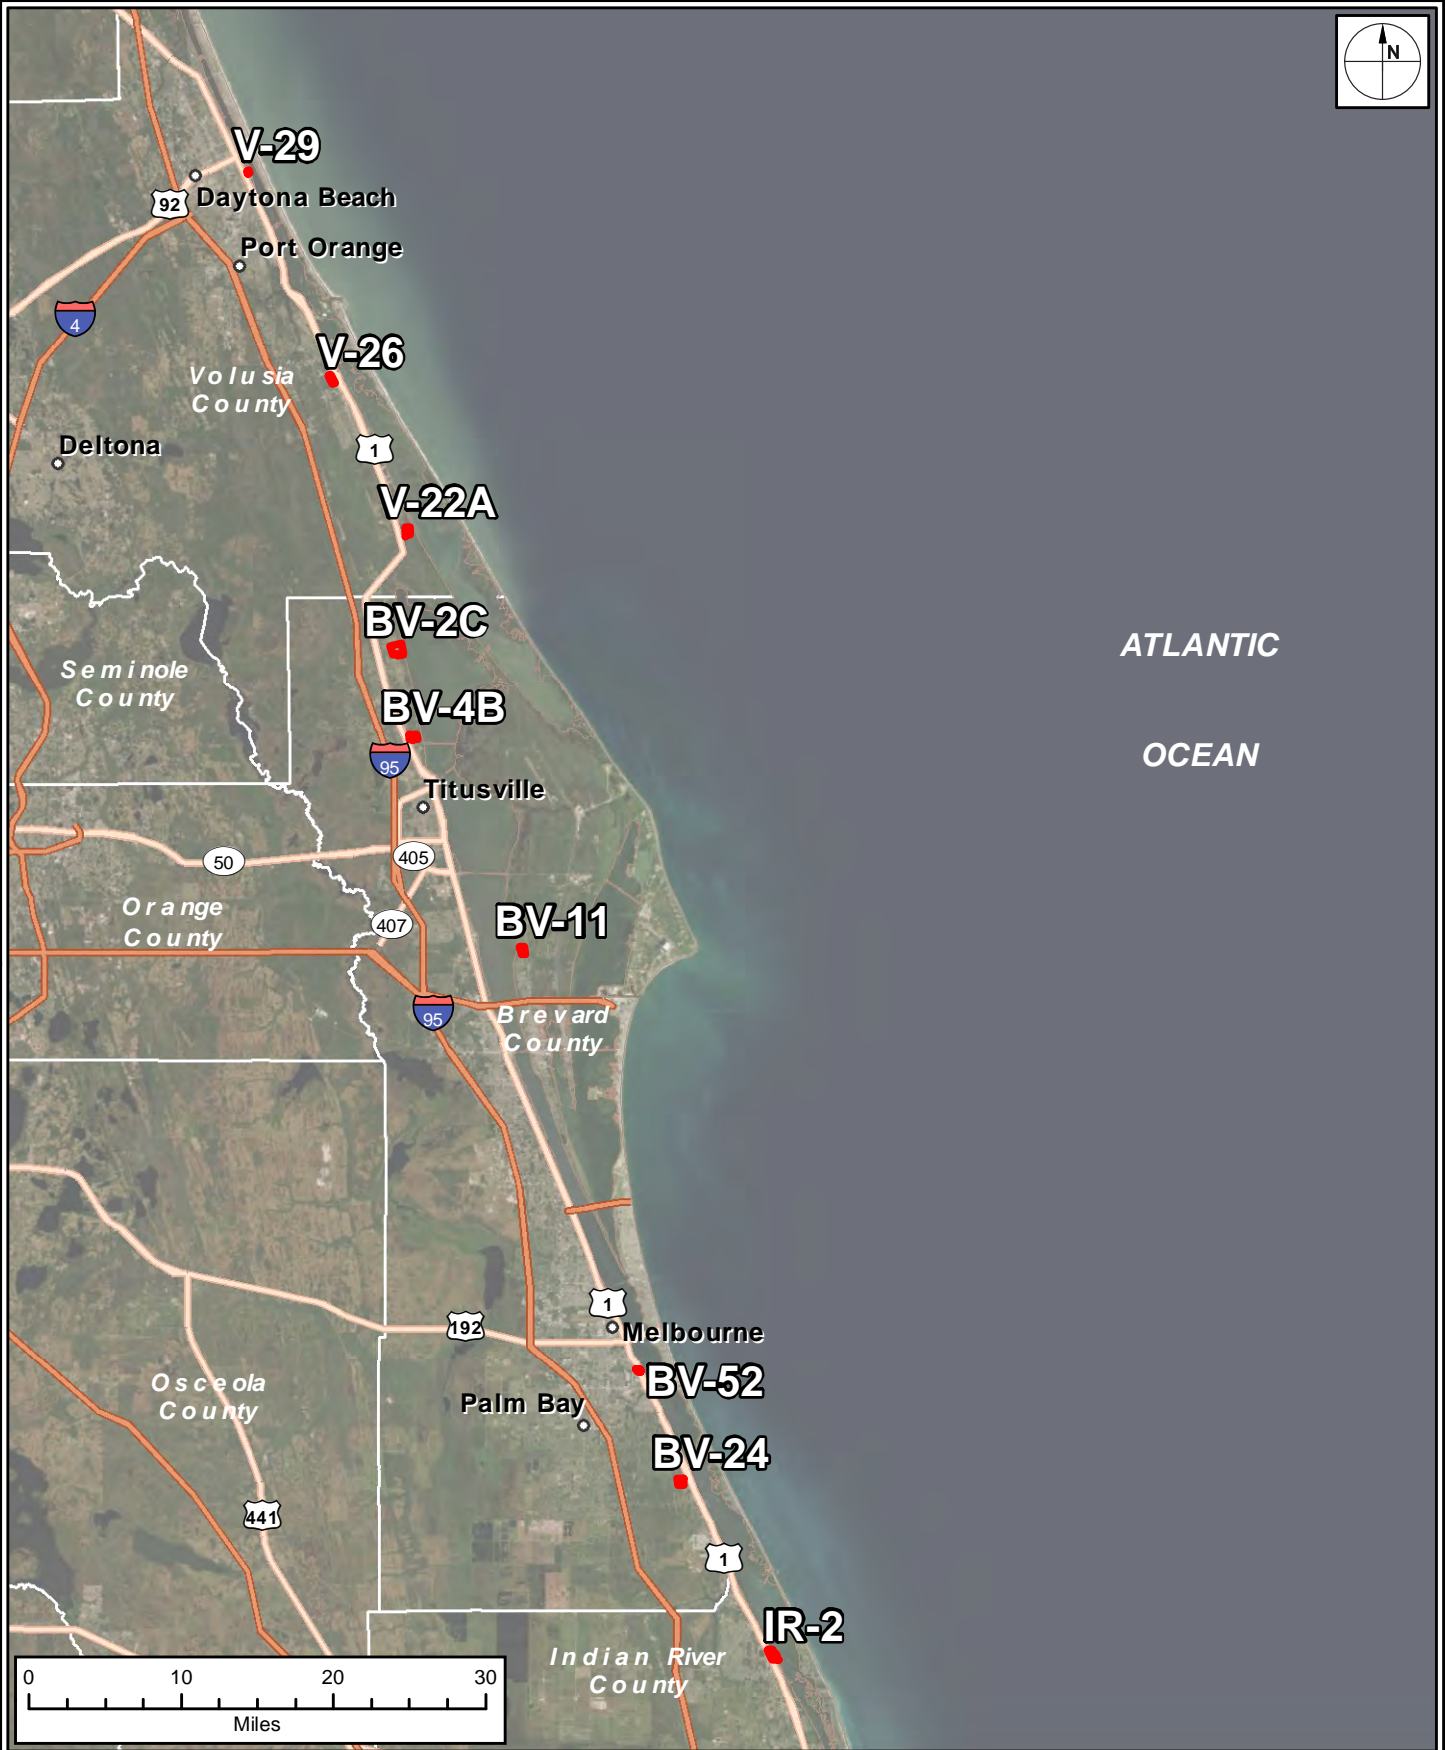 N
V-29
Daytona Beach
92
Port Orange
4
V-26
Volusia
County
1
Deltona
V-22A
BV-2C
ATLANTIC
Seminole
County
BV-4B
OCEAN
95
Titusville
50
405
Orange
County
407
BV-11
95
Brevard
County
1
192
Melbourne
BV-52
Osceola
County
Palm Bay
BV-24
441
1
IR-2
Indian River
County
0 10 20 30
Miles